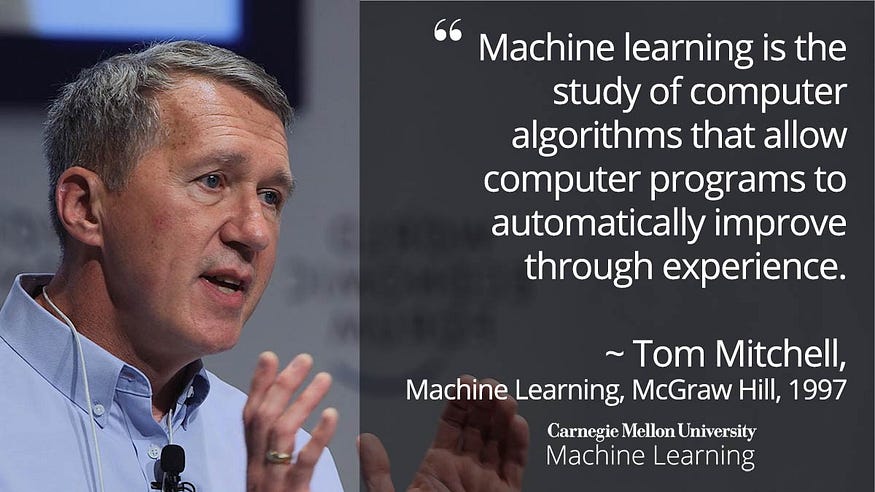 “ Machine learning is the
study of computer
algorithms that allow
computer programs to
automatically improve
through experience.
~ Tom Mitchell,
Machine Learning, McGraw Hill, 1997
Carnegie Mellon University
Machine Learning